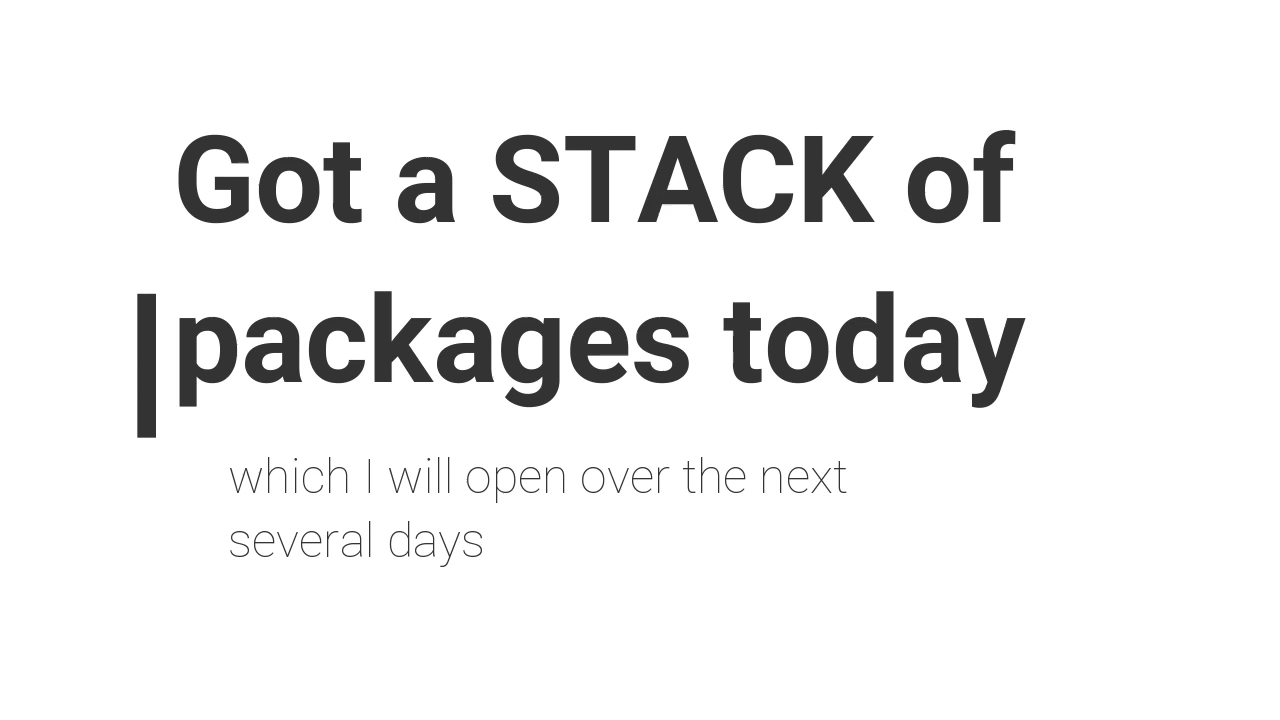 Got a STACK of
packages today
which I will open over the next
several days